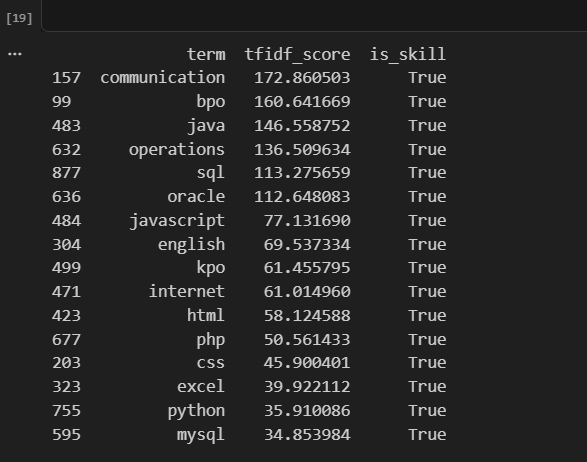 [19]
...
term tfidf_score is_skill
157 communication 172.860503 True
99 bpo 160.641669 True
483 java 146.558752 True
632 operations 136.509634 True
877 sql 113.275659 True
636 oracle 112.648083 True
484 javascript 77.131690 True
304 english 69.537334 True
499 kpo 61.455795 True
471 internet 61.014960 True
423 html 58.124588 True
677 php 50.561433 True
203 css 45.900401 True
323 excel 39.922112 True
755 python 35.910086 True
595 mysql 34.853984 True